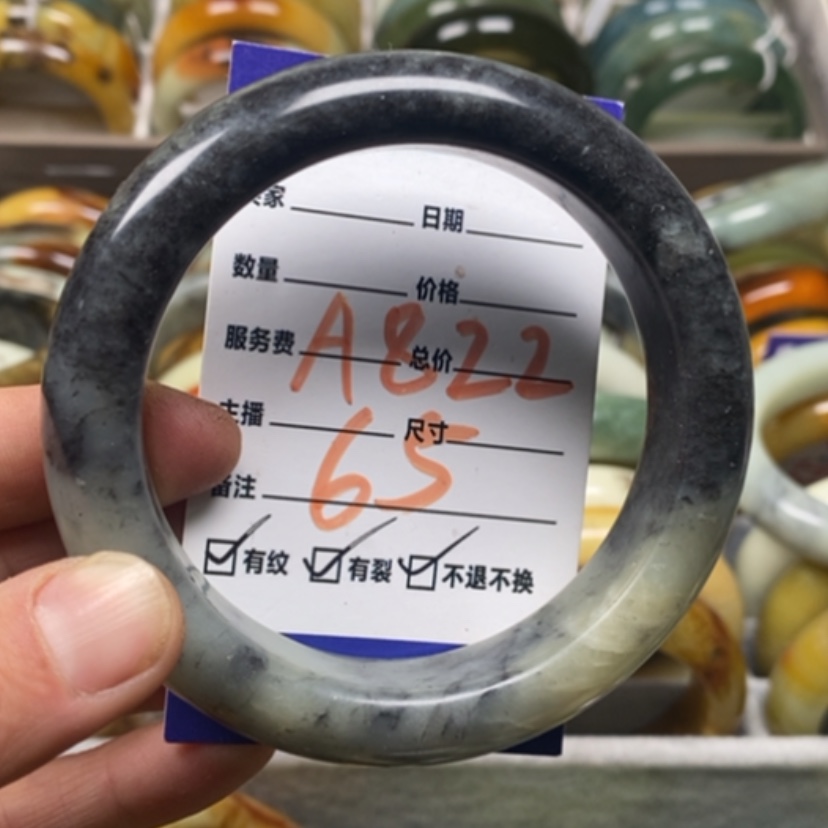 家 日期
数量 价格
服务费 总价
A822
主播 尺寸
65
备注
有纹 有裂 不退不换